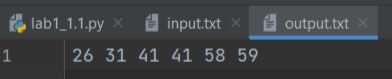 lab1_1.1.py input.txt output.txt
1 26 31 41 41 58 59